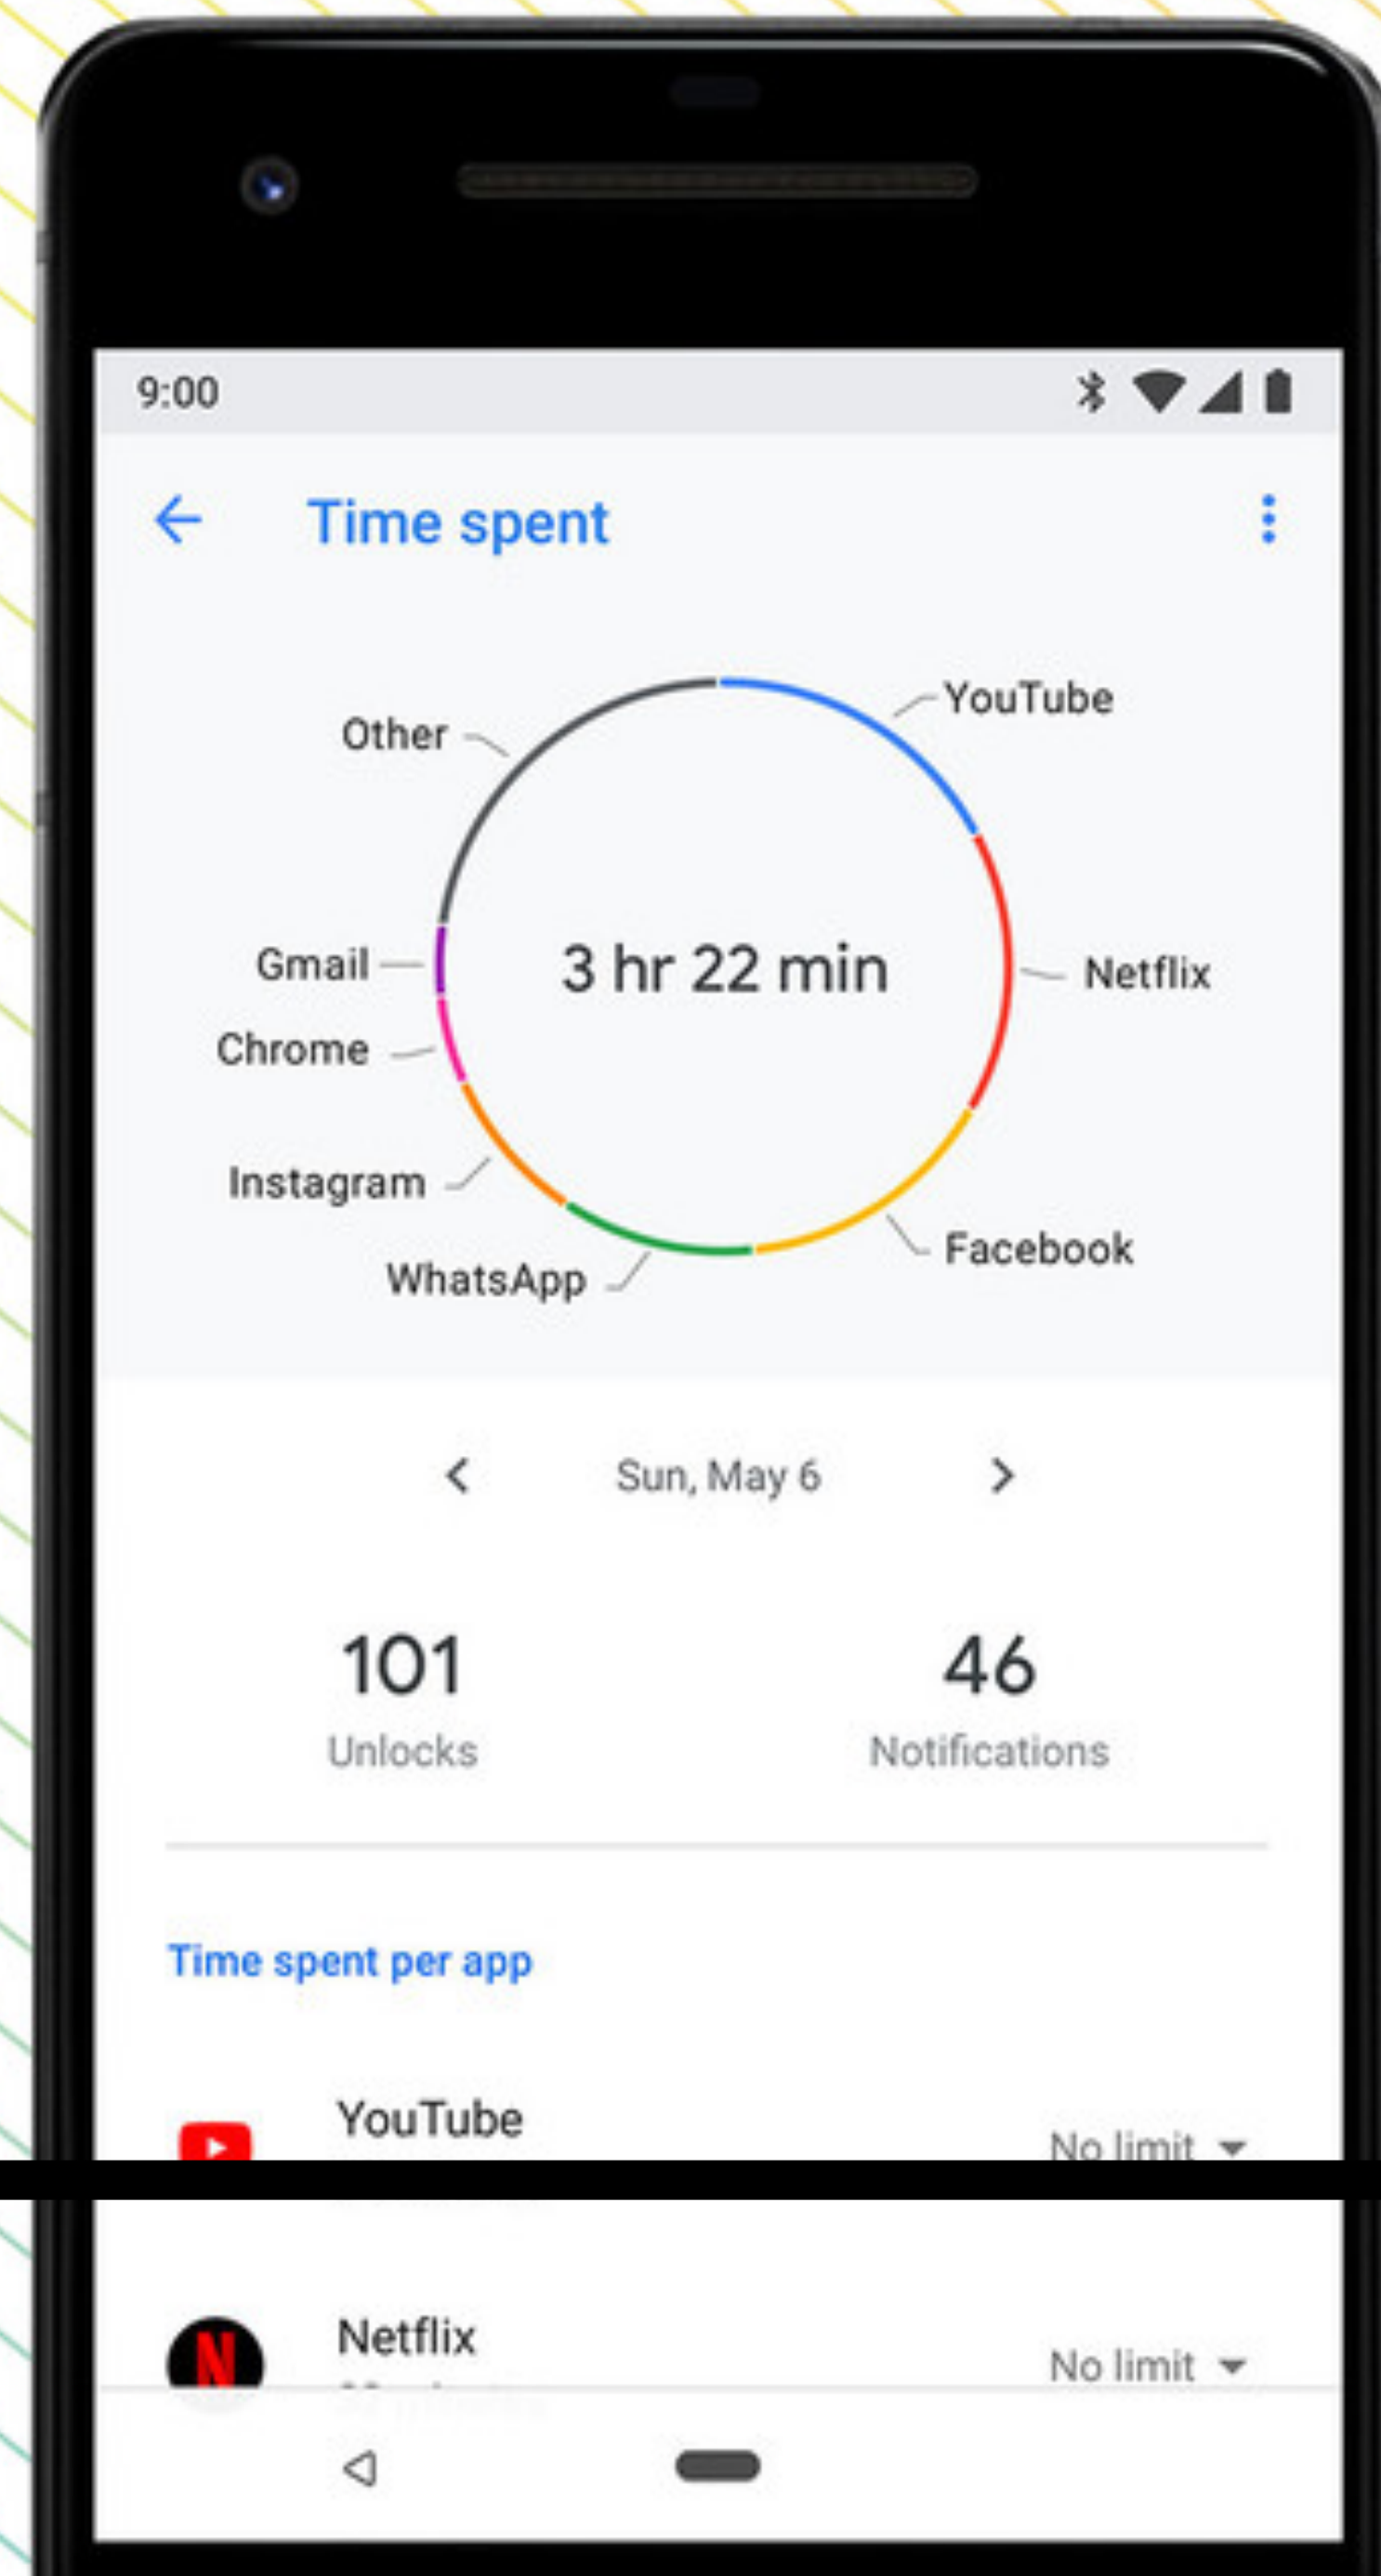 9:00
Time spent
YouTube
Other
3 hr 22 min
Gmail
Netflix
Chrome
Instagram
Facebook
WhatsApp
Sun, May 6
101
46
Unlocks
Notifications
Time spent per app
YouTube
No limit
N
Netflix
No limit